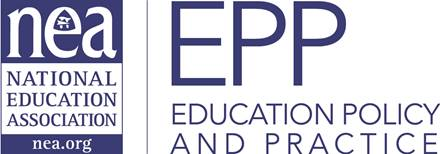 nea
NATIONAL
EDUCATION
ASSOCIATION
nea.org
EPP
EDUCATION POLICY
AND PRACTICE